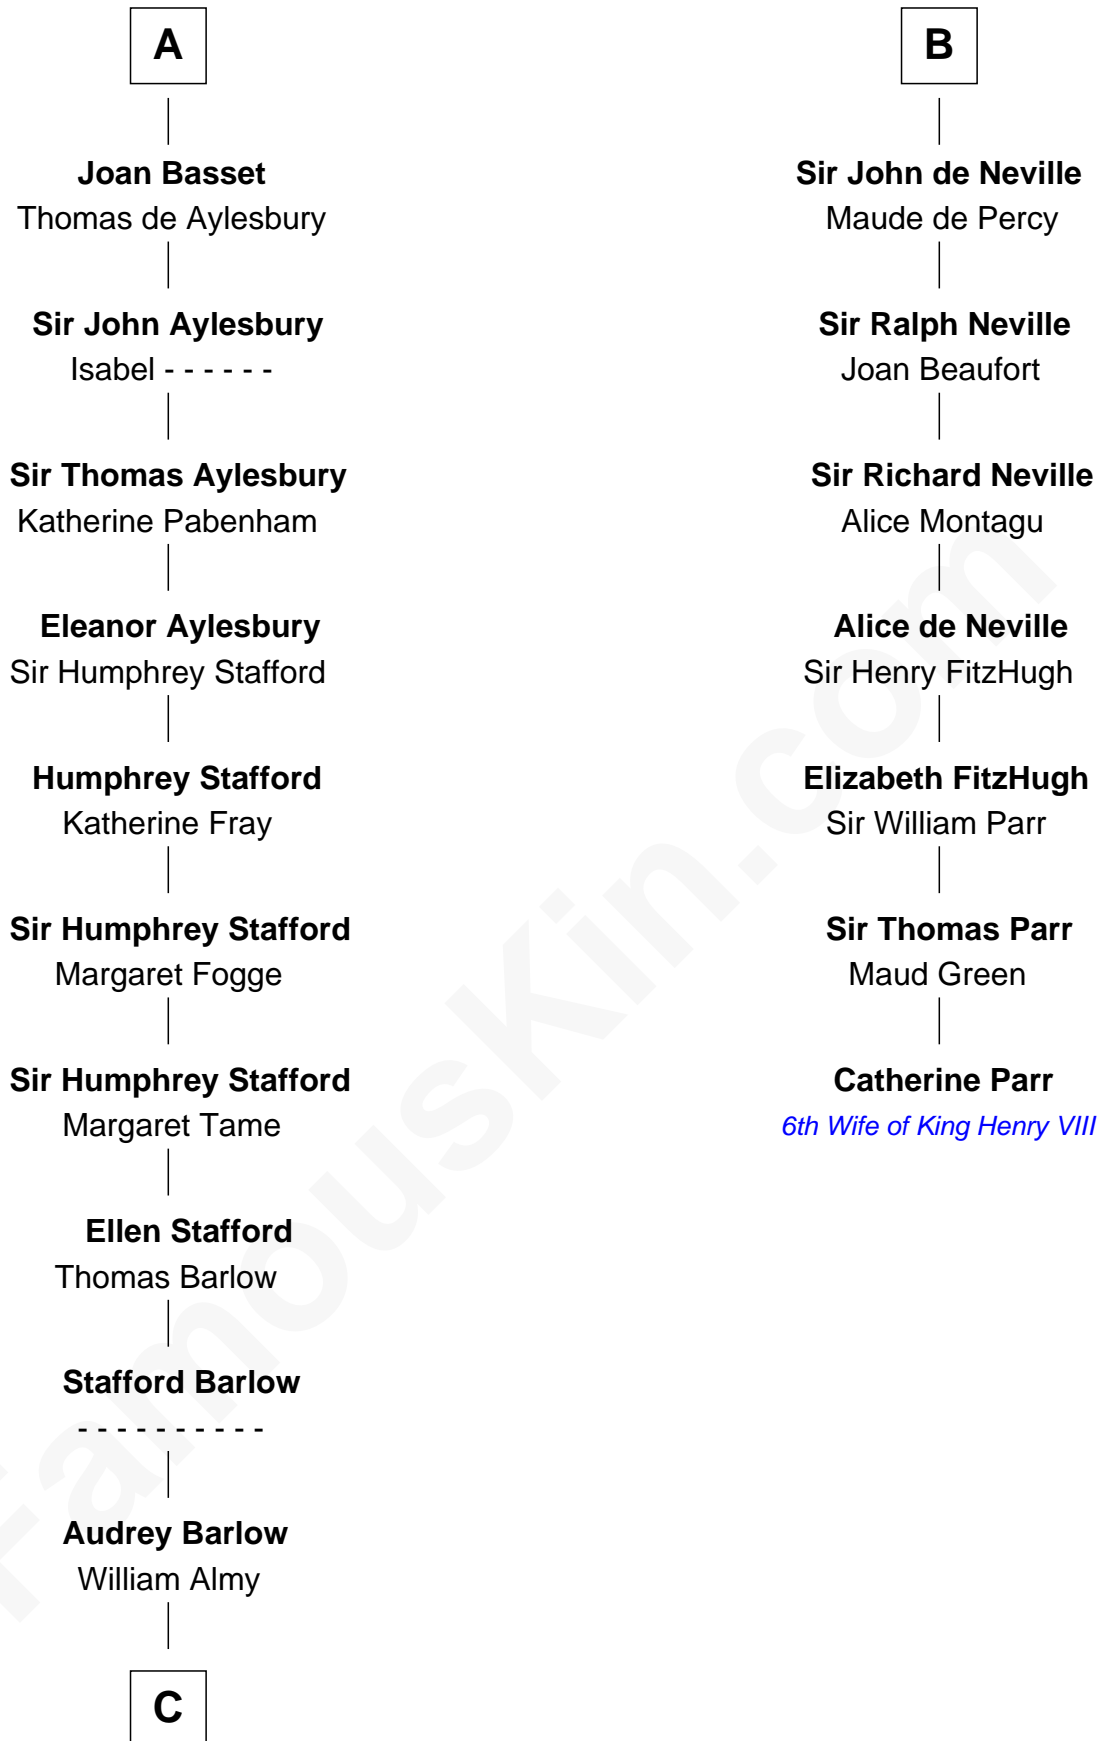 A
Joan Basset
Thomas de Aylesbury
Sir John Aylesbury
Isabel - - - - - -
Sir Thomas Aylesbury
Katherine Pabenham
Eleanor Aylesbury
Sir Humphrey Stafford
Humphrey Stafford
Katherine Fray
Sir Humphrey Stafford
Margaret Fogge
Sir Humphrey Stafford
Margaret Tame
Ellen Stafford
Thomas Barlow
Stafford Barlow
- - - - - - - - - -
Audrey Barlow
William Almy
C
B
Sir John de Neville
Maude de Percy
Sir Ralph Neville
Joan Beaufort
Sir Richard Neville
Alice Montagu
Alice de Neville
Sir Henry FitzHugh
Elizabeth FitzHugh
Sir William Parr
Sir Thomas Parr
Maud Green
Catherine Parr
6th Wife of King Henry VIII
FamousKin.com